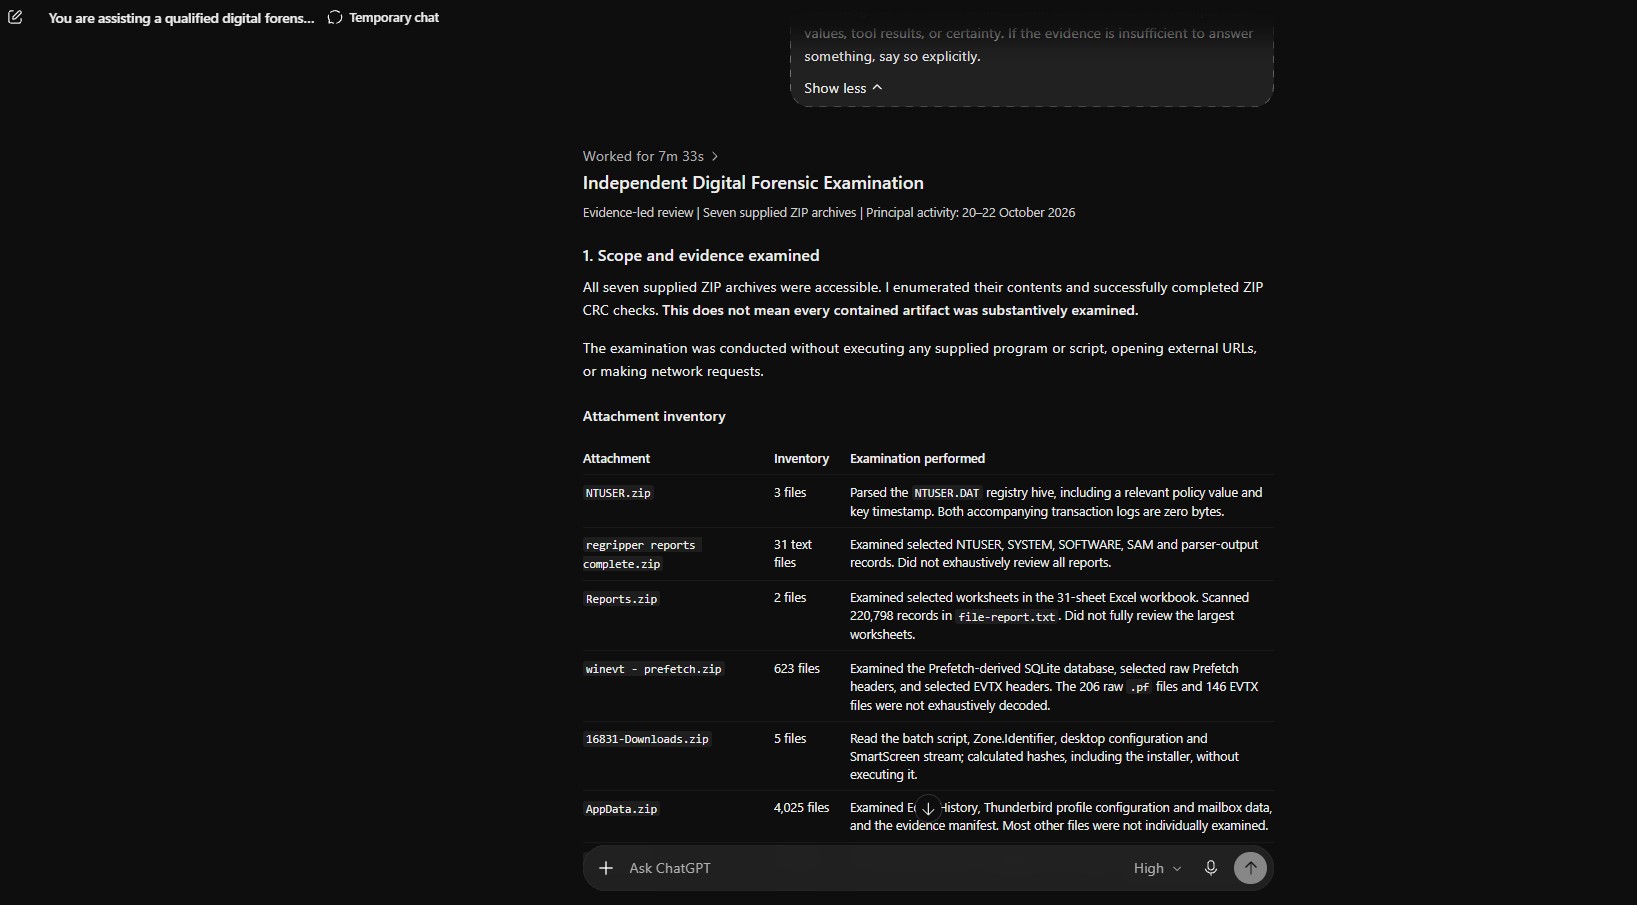 You are assisting a qualified digital forens... Temporary chat
values, tool results, or certainty. If the evidence is insufficient to answer
something, say so explicitly.
Show less
Worked for 7m 33s
Independent Digital Forensic Examination
Evidence-led review | Seven supplied ZIP archives | Principal activity: 20–22 October 2026
1. Scope and evidence examined
All seven supplied ZIP archives were accessible. I enumerated their contents and successfully completed ZIP
CRC checks. This does not mean every contained artifact was substantively examined.
The examination was conducted without executing any supplied program or script, opening external URLs,
or making network requests.
Attachment inventory
Attachment Inventory Examination performed
NTUSER.zip 3 files Parsed the NTUSER.DAT registry hive, including a relevant policy value and
key timestamp. Both accompanying transaction logs are zero bytes.
regripper reports 31 text Examined selected NTUSER, SYSTEM, SOFTWARE, SAM and parser-output
complete.zip files records. Did not exhaustively review all reports.
Reports.zip 2 files Examined selected worksheets in the 31-sheet Excel workbook. Scanned
220,798 records in file-report.txt. Did not fully review the largest
worksheets.
winevt - prefetch.zip 623 files Examined the Prefetch-derived SQLite database, selected raw Prefetch
headers, and selected EVTX headers. The 206 raw .pf files and 146 EVTX
files were not exhaustively decoded.
16831-Downloads.zip 5 files Read the batch script, Zone.Identifier, desktop configuration and
SmartScreen stream; calculated hashes, including the installer, without
executing it.
AppData.zip 4,025 files Examined History, Thunderbird profile configuration and mailbox data,
and the evidence manifest. Most other files were not individually examined.
Ask ChatGPT High